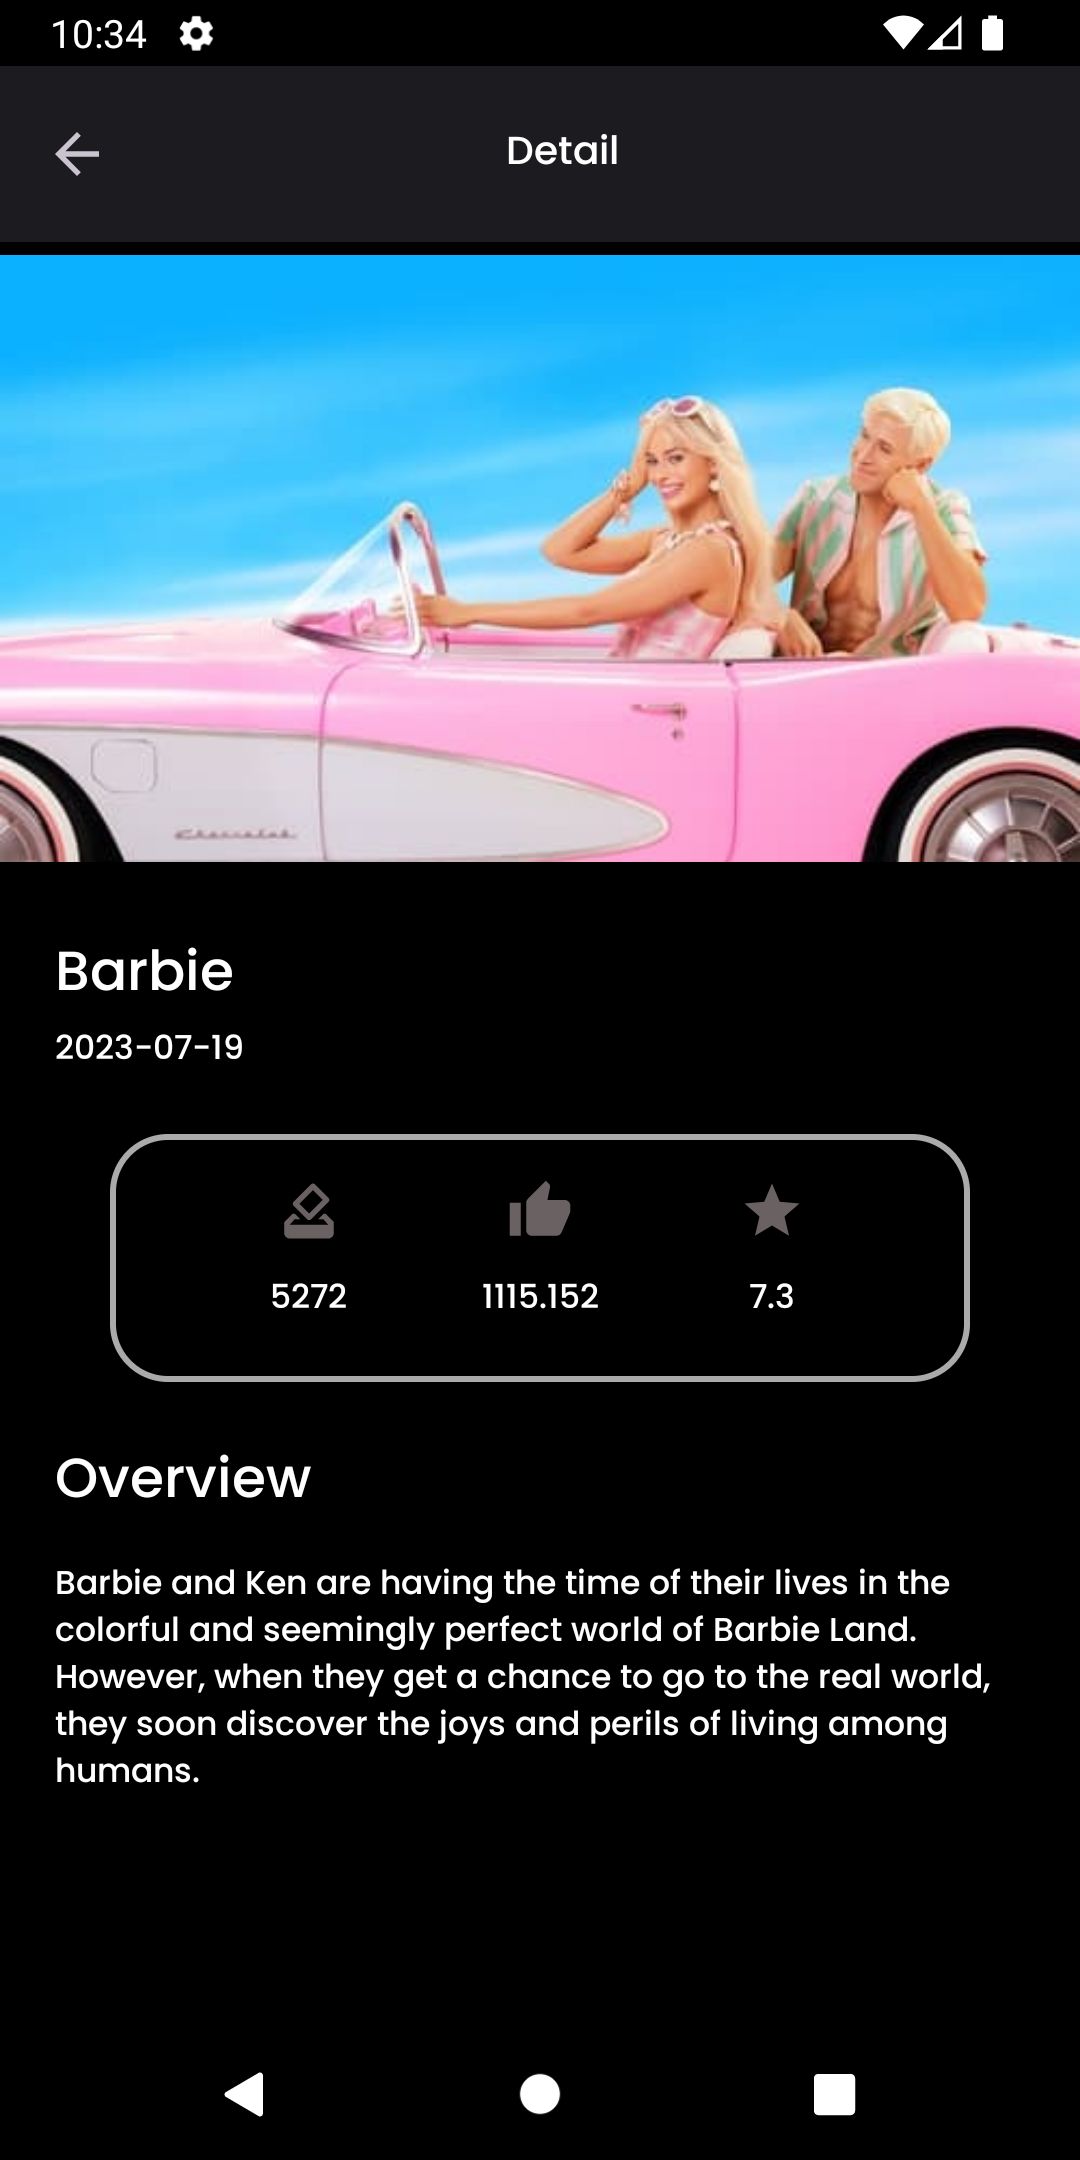 10:34
Detail
Chevrolet
Barbie
2023-07-19
5272
1115.152
7.3
Overview
Barbie and Ken are having the time of their lives in the
colorful and seemingly perfect world of Barbie Land.
However, when they get a chance to go to the real world,
they soon discover the joys and perils of living among
humans.